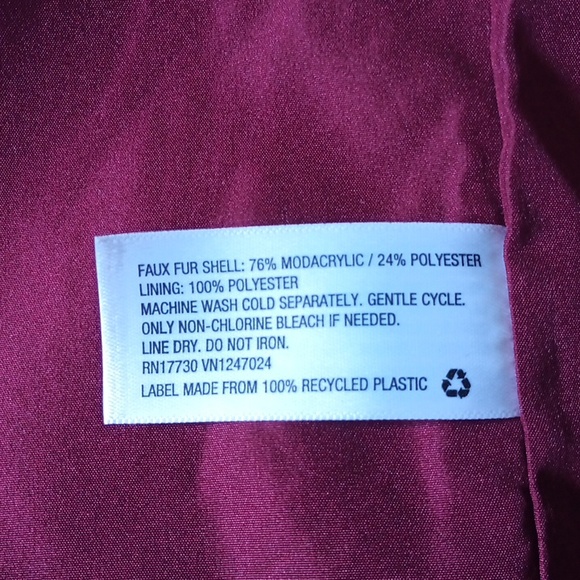 FAUX FUR SHELL: 76% MODACRYLIC / 24% POLYESTER
LINING: 100% POLYESTER
MACHINE WASH COLD SEPARATELY. GENTLE CYCLE.
ONLY NON-CHLORINE BLEACH IF NEEDED.
LINE DRY. DO NOT IRON.
RN17730 VN1247024
LABEL MADE FROM 100% RECYCLED PLASTIC